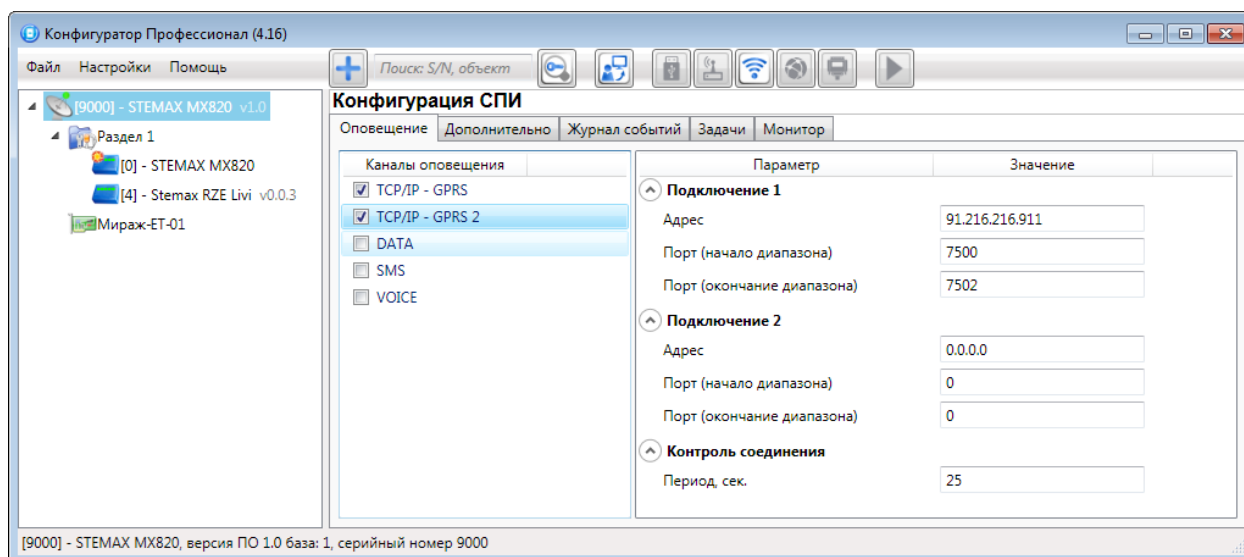 Конфигуратор Профессионал (4.16)
Файл Настройки Помощь
Поиск: S/N, объект
[9000] - STEMAX MX820 v1.0
Раздел 1
[0] - STEMAX MX820
[4] - Stemax RZE Livi v0.0.3
Мираж-ET-01
Конфигурация СПИ
Оповещение Дополнительно Журнал событий Задачи Монитор
Каналы оповещения
TCP/IP - GPRS
TCP/IP - GPRS 2
DATA
SMS
VOICE
Параметр Значение
Подключение 1
Адрес 91.216.216.911
Порт (начало диапазона) 7500
Порт (окончание диапазона) 7502
Подключение 2
Адрес 0.0.0.0
Порт (начало диапазона) 0
Порт (окончание диапазона) 0
Контроль соединения
Период, сек. 25
[9000] - STEMAX MX820, версия ПО 1.0 база: 1, серийный номер 9000